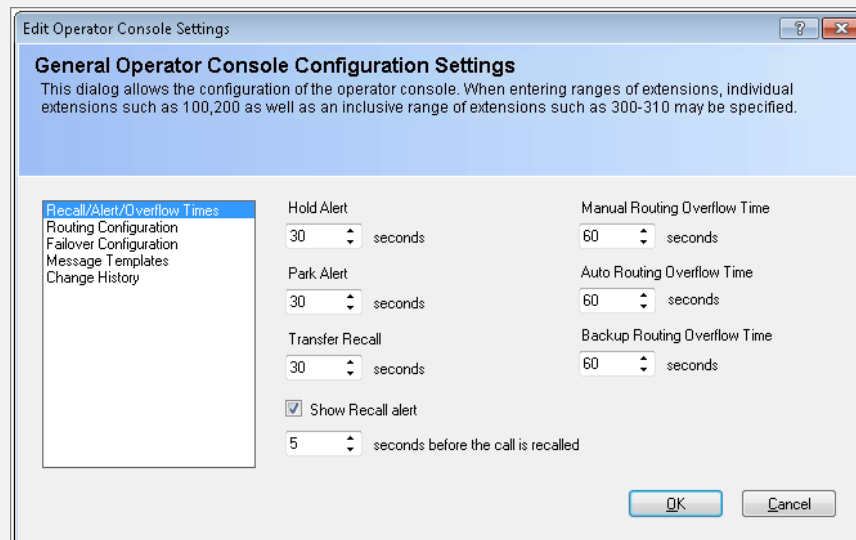 Edit Operator Console Settings
General Operator Console Configuration Settings
This dialog allows the configuration of the operator console. When entering ranges of extensions, individual
extensions such as 100,200 as well as an inclusive range of extensions such as 300-310 may be specified.
Recall/Alert/Overflow Times
Routing Configuration
Failover Configuration
Message Templates
Change History
Hold Alert
30 seconds
Park Alert
30 seconds
Transfer Recall
30 seconds
Show Recall alert
5 seconds before the call is recalled
Manual Routing Overflow Time
60 seconds
Auto Routing Overflow Time
60 seconds
Backup Routing Overflow Time
60 seconds
OK
Cancel